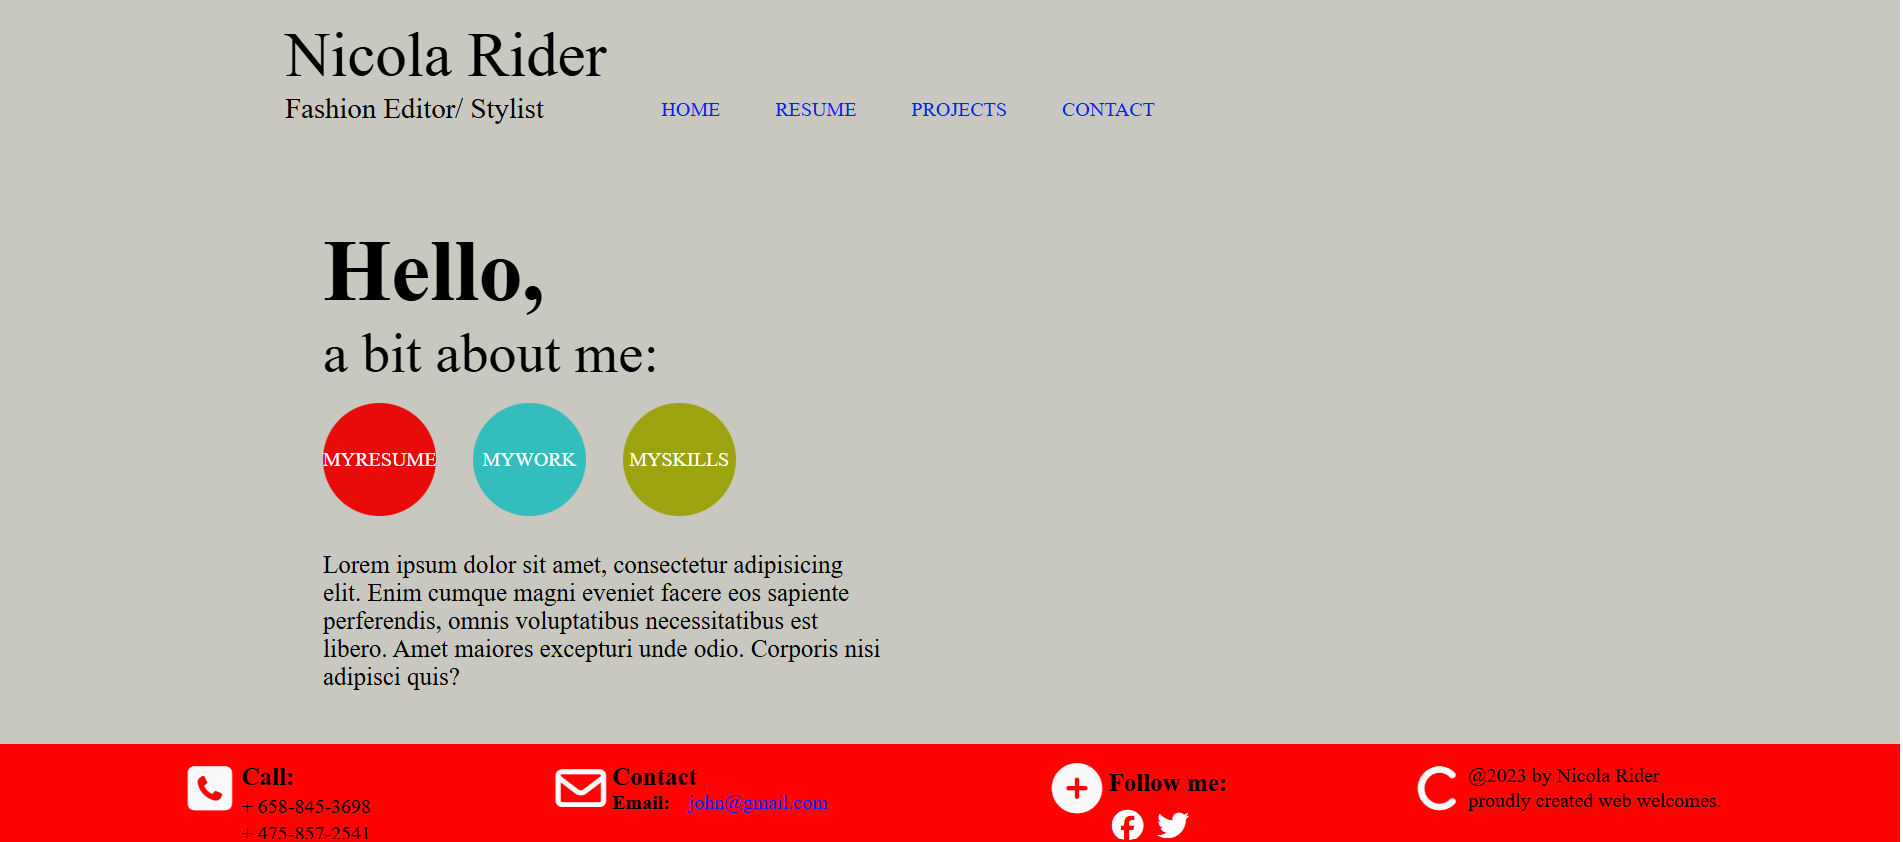 Nicola Rider
Fashion Editor/ Stylist
HOME RESUME PROJECTS CONTACT
Hello,
a bit about me:
MYRESUME MYWORK MYSKILLS
Lorem ipsum dolor sit amet, consectetur adipisicing
elit. Enim cumque magni eveniet facere eos sapiente
perferendis, omnis voluptatibus necessitatibus est
libero. Amet maiores excepturi unde odio. Corporis nisi
adipisci quis?
Call:
+ 658-845-3698
+ 475-857-2541
Contact
Email: john@gmail.com
Follow me:
@2023 by Nicola Rider
proudly created web welcomes.